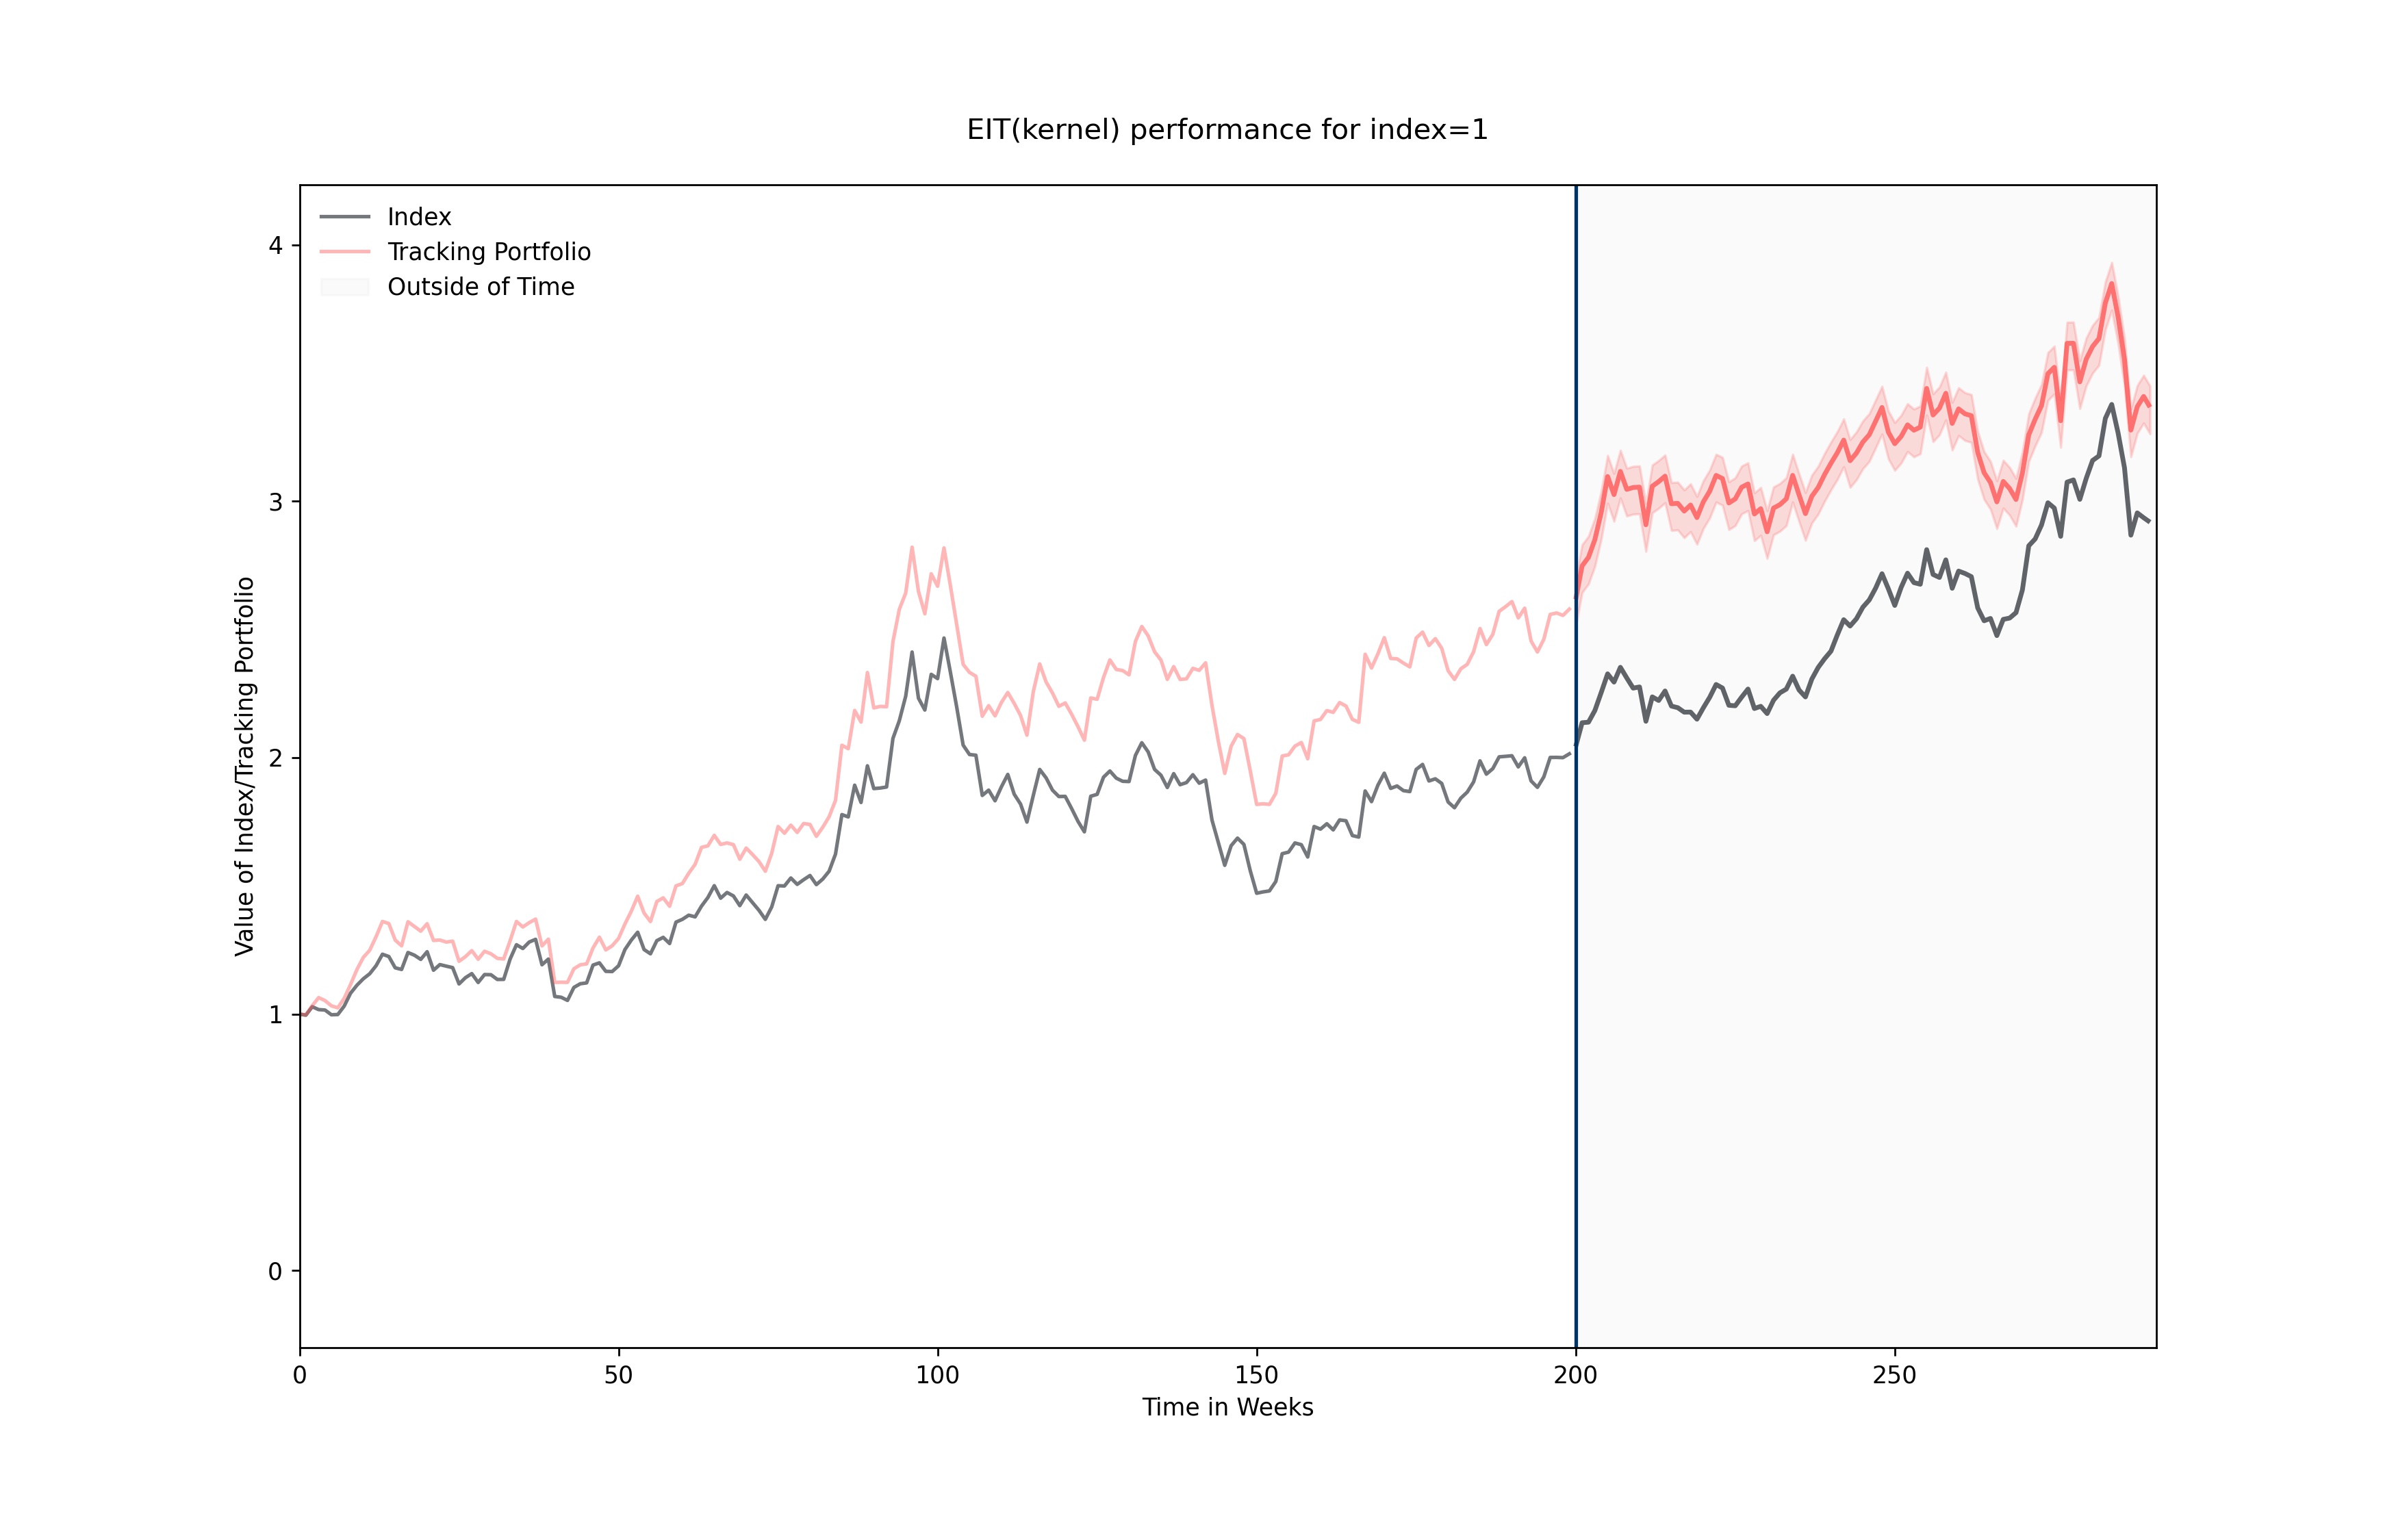 EIT(kernel) performance for index=1
Index
Tracking Portfolio
Outside of Time
Value of Index/Tracking Portfolio
4
3
2
1
0
0 50 100 150 200 250
Time in Weeks